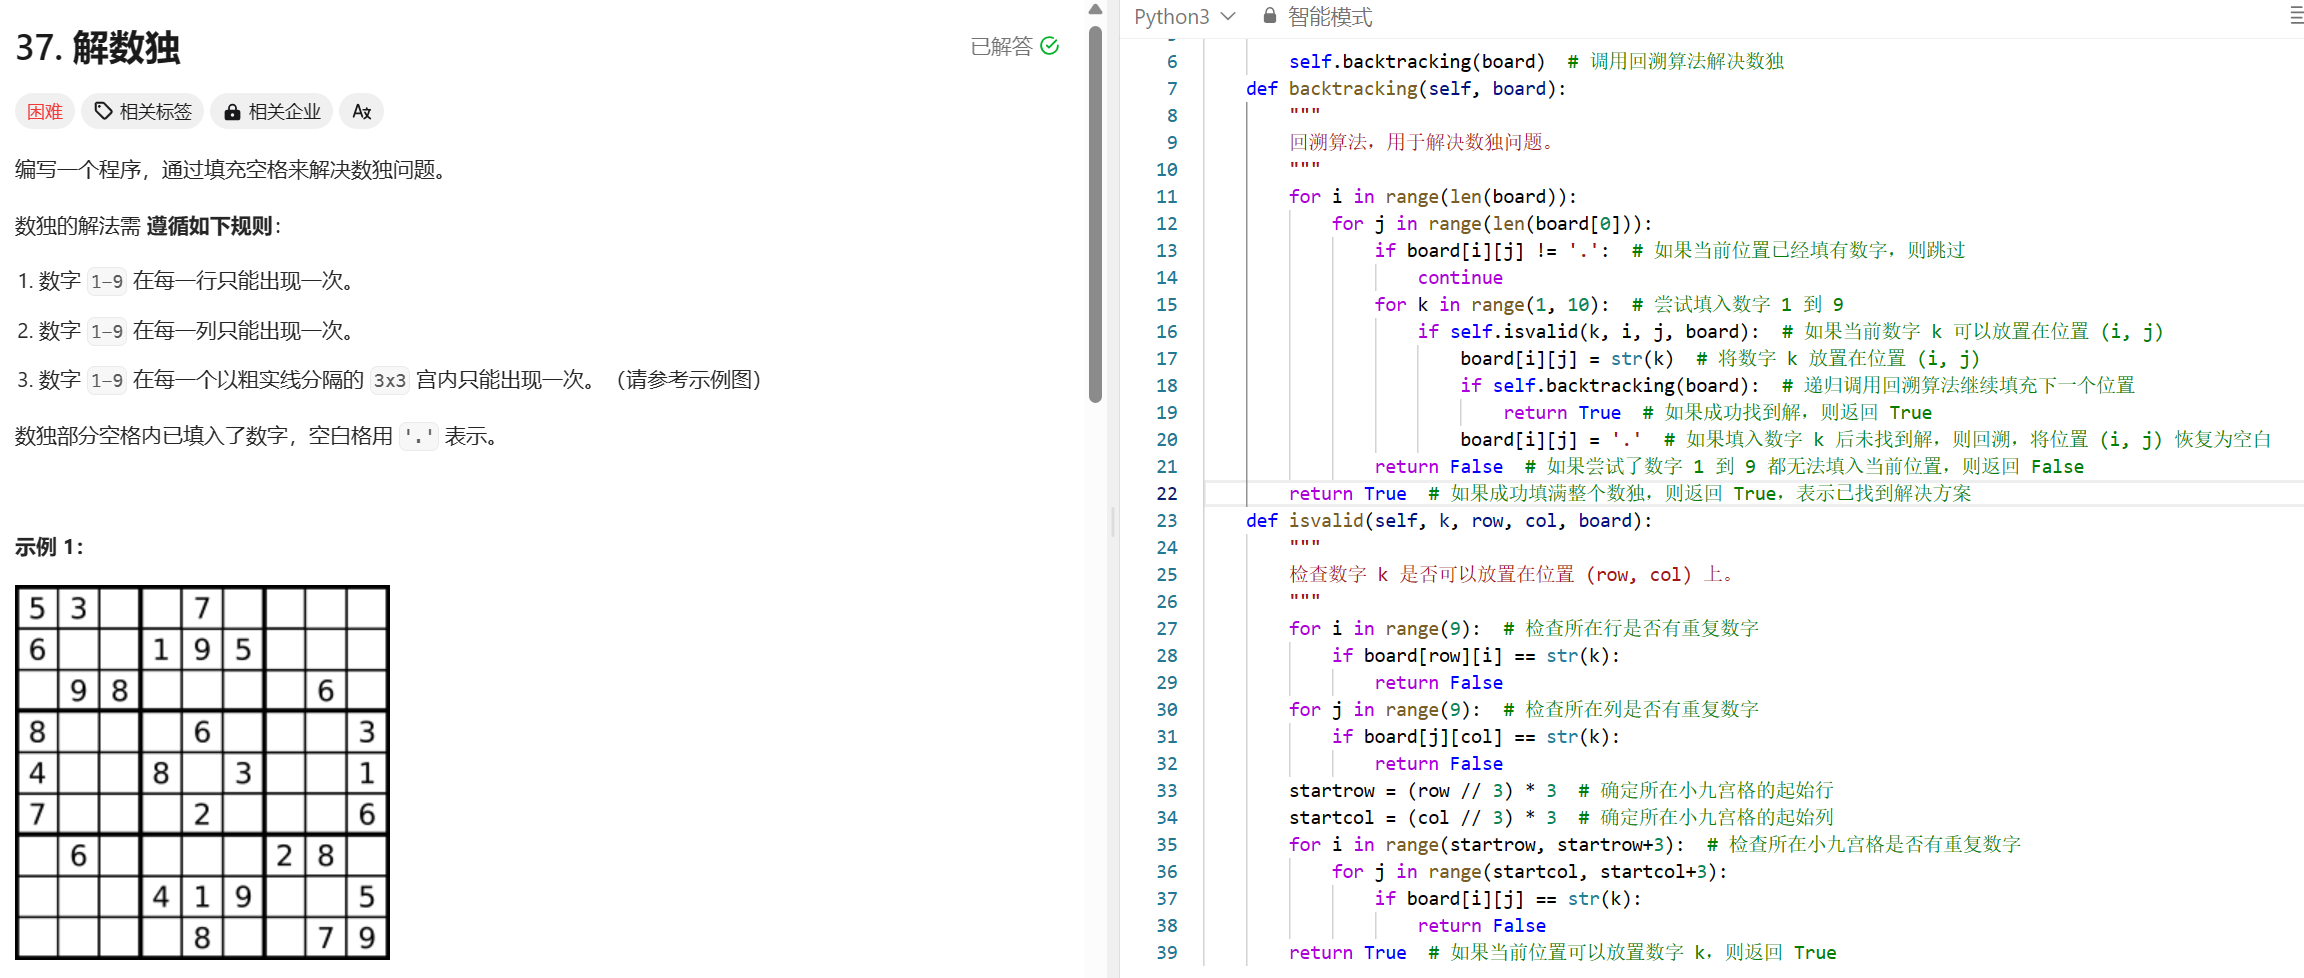 37. 解数独
已解答
困难
相关标签
相关企业
编写一个程序，通过填充空格来解决数独问题。
数独的解法需 遵循如下规则：
1. 数字 1-9 在每一行只能出现一次。
2. 数字 1-9 在每一列只能出现一次。
3. 数字 1-9 在每一个以粗实线分隔的 3x3 宫内只能出现一次。（请参考示例图）
数独部分空格内已填入了数字，空白格用 '.' 表示。
示例 1：
5 3 7
6 1 9 5
9 8 6
8 6 3
4 8 3 1
7 2 6
6 2 8
4 1 9 5
8 7 9
Python3 智能模式
6 self.backtracking(board)  # 调用回溯算法解决数独
7 def backtracking(self, board):
8 """
9 回溯算法，用于解决数独问题。
10 """
11 for i in range(len(board)):
12 for j in range(len(board[0])):
13 if board[i][j] != '.':  # 如果当前位置已经填有数字，则跳过
14 continue
15 for k in range(1, 10):  # 尝试填入数字 1 到 9
16 if self.isvalid(k, i, j, board):  # 如果当前数字 k 可以放置在位置 (i, j)
17 board[i][j] = str(k)  # 将数字 k 放置在位置 (i, j)
18 if self.backtracking(board):  # 递归调用回溯算法继续填充下一个位置
19 return True  # 如果成功找到解，则返回 True
20 board[i][j] = '.'  # 如果填入数字 k 后未找到解，则回溯，将位置 (i, j) 恢复为空白
21 return False  # 如果尝试了数字 1 到 9 都无法填入当前位置，则返回 False
22 return True  # 如果成功填满整个数独，则返回 True，表示已找到解决方案
23 def isvalid(self, k, row, col, board):
24 """
25 检查数字 k 是否可以放置在位置 (row, col) 上。
26 """
27 for i in range(9):  # 检查所在行是否有重复数字
28 if board[row][i] == str(k):
29 return False
30 for j in range(9):  # 检查所在列是否有重复数字
31 if board[j][col] == str(k):
32 return False
33 startrow = (row // 3) * 3  # 确定所在小九宫格的起始行
34 startcol = (col // 3) * 3  # 确定所在小九宫格的起始列
35 for i in range(startrow, startrow+3):  # 检查所在小九宫格是否有重复数字
36 for j in range(startcol, startcol+3):
37 if board[i][j] == str(k):
38 return False
39 return True  # 如果当前位置可以放置数字 k，则返回 True